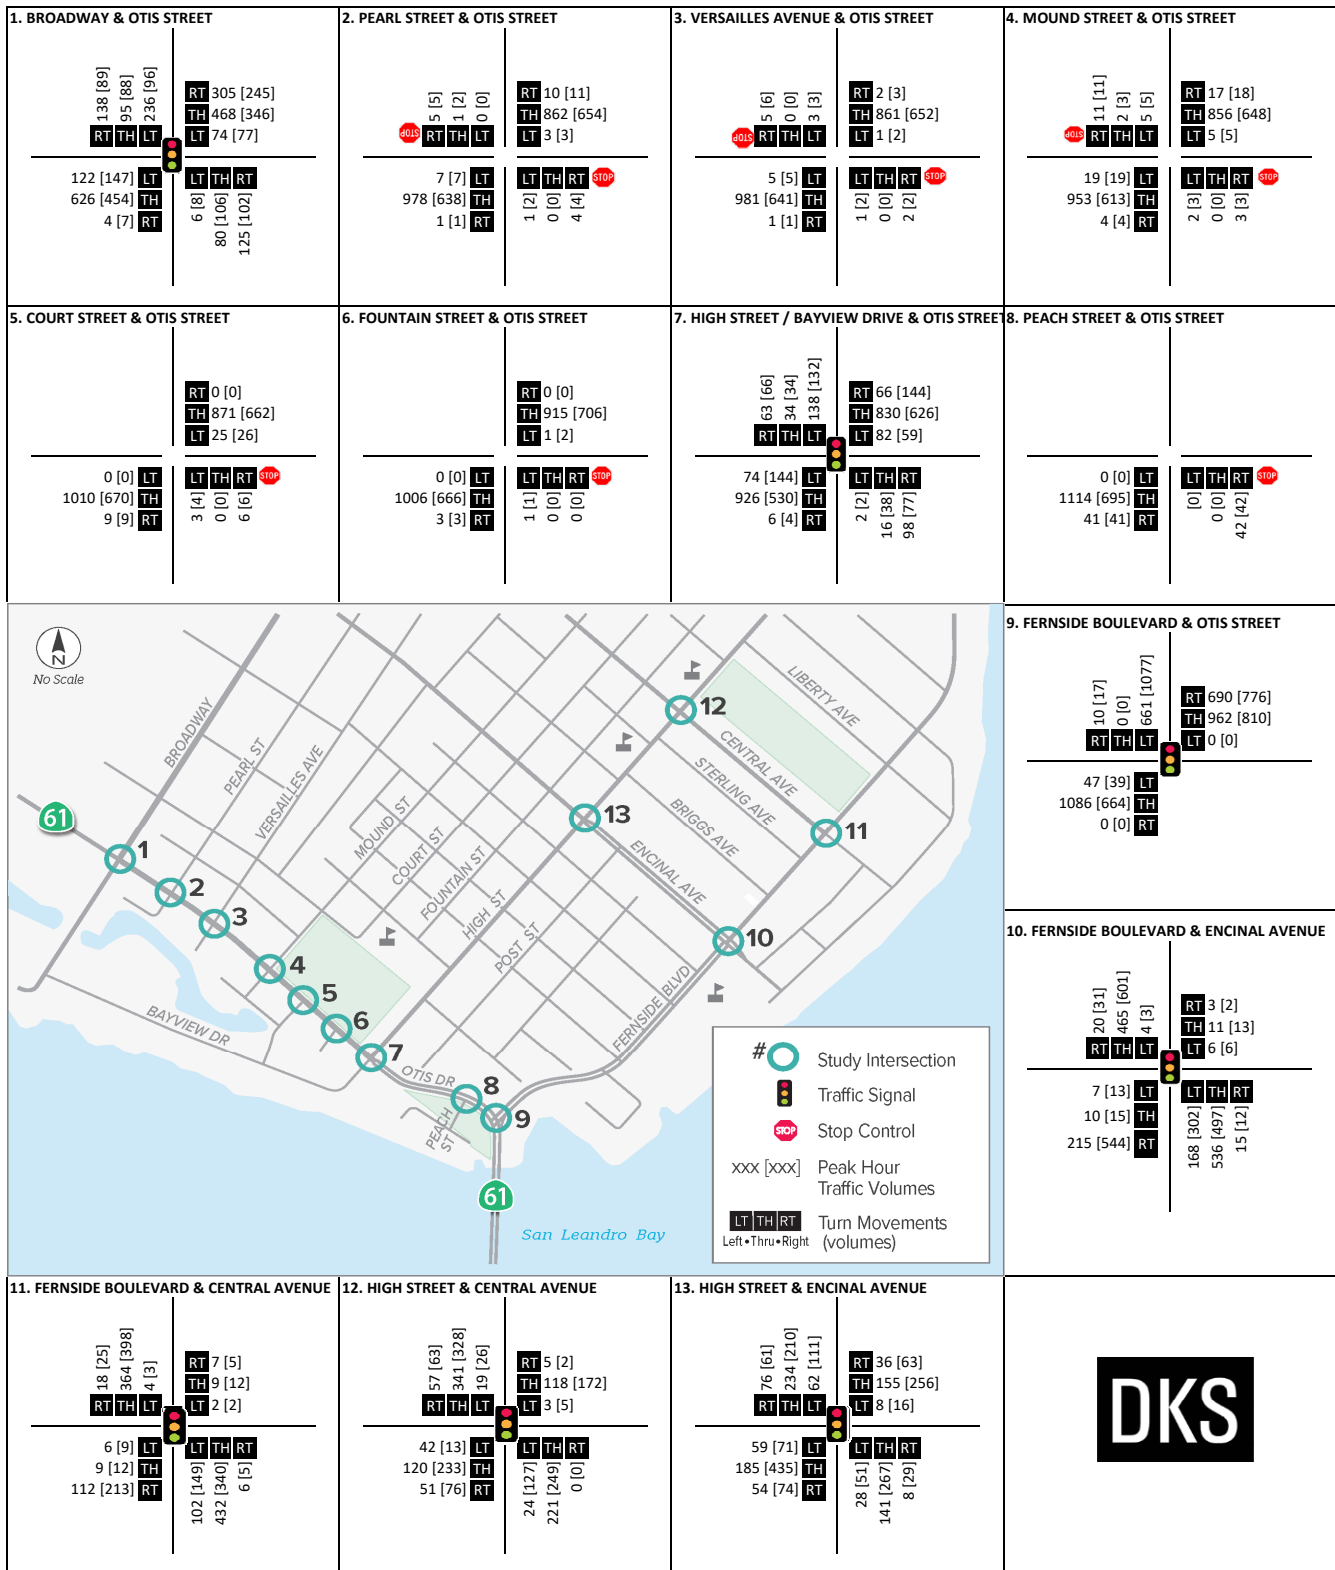 1. BROADWAY & OTIS STREET
138 [89]
95 [88]
236 [96]
RT TH LT
RT 305 [245]
TH 468 [346]
LT 74 [77]
122 [147] LT
626 [454] TH
4 [7] RT
LT TH RT
6 [8]
80 [106]
125 [102]
2. PEARL STREET & OTIS STREET
5 [5]
1 [2]
0 [0]
STOP RT TH LT
RT 10 [11]
TH 862 [654]
LT 3 [3]
7 [7] LT
978 [638] TH
1 [1] RT
LT TH RT STOP
1 [2]
0 [0]
4 [4]
3. VERSAILLES AVENUE & OTIS STREET
5 [6]
0 [0]
3 [3]
STOP RT TH LT
RT 2 [3]
TH 861 [652]
LT 1 [2]
5 [5] LT
981 [641] TH
1 [1] RT
LT TH RT STOP
1 [2]
0 [0]
2 [2]
4. MOUND STREET & OTIS STREET
11 [11]
2 [3]
5 [5]
STOP RT TH LT
RT 17 [18]
TH 856 [648]
LT 5 [5]
19 [19] LT
953 [613] TH
4 [4] RT
LT TH RT STOP
2 [3]
0 [0]
3 [3]
5. COURT STREET & OTIS STREET
RT 0 [0]
TH 871 [662]
LT 25 [26]
0 [0] LT
1010 [670] TH
9 [9] RT
LT TH RT STOP
3 [4]
0 [0]
6 [6]
6. FOUNTAIN STREET & OTIS STREET
RT 0 [0]
TH 915 [706]
LT 1 [2]
0 [0] LT
1006 [666] TH
3 [3] RT
LT TH RT STOP
1 [1]
0 [0]
0 [0]
7. HIGH STREET / BAYVIEW DRIVE & OTIS STREET
63 [66]
34 [34]
138 [132]
RT TH LT
RT 66 [144]
TH 830 [626]
LT 82 [59]
74 [144] LT
926 [530] TH
6 [4] RT
LT TH RT
2 [2]
16 [38]
98 [77]
8. PEACH STREET & OTIS STREET
0 [0] LT
1114 [695] TH
41 [41] RT
LT TH RT STOP
[0]
0 [0]
42 [42]
N
No Scale
BROADWAY
PEARL ST
VERSAILLES AVE
MOUND ST
COURT ST
FOUNTAIN ST
HIGH ST
POST ST
LIBERTY AVE
CENTRAL AVE
STERLING AVE
BRIGGS AVE
ENCINAL AVE
FERNSIDE BLVD
BAYVIEW DR
OTIS DR
PEACH ST
61
1
2
3
4
5
6
7
8
9
10
11
12
13
61
San Leandro Bay
# Study Intersection
Traffic Signal
STOP Stop Control
xxx [xxx] Peak Hour
Traffic Volumes
LT TH RT Turn Movements
Left•Thru•Right (volumes)
9. FERNSIDE BOULEVARD & OTIS STREET
10 [17]
0 [0]
661 [1077]
RT TH LT
RT 690 [776]
TH 962 [810]
LT 0 [0]
47 [39] LT
1086 [664] TH
0 [0] RT
10. FERNSIDE BOULEVARD & ENCINAL AVENUE
20 [31]
465 [601]
4 [3]
RT TH LT
RT 3 [2]
TH 11 [13]
LT 6 [6]
7 [13] LT
10 [15] TH
215 [544] RT
LT TH RT
168 [302]
536 [497]
15 [12]
11. FERNSIDE BOULEVARD & CENTRAL AVENUE
18 [25]
364 [398]
4 [3]
RT TH LT
RT 7 [5]
TH 9 [12]
LT 2 [2]
6 [9] LT
9 [12] TH
112 [213] RT
LT TH RT
102 [149]
432 [340]
6 [5]
12. HIGH STREET & CENTRAL AVENUE
57 [63]
341 [328]
19 [26]
RT TH LT
RT 5 [2]
TH 118 [172]
LT 3 [5]
42 [13] LT
120 [233] TH
51 [76] RT
LT TH RT
24 [127]
221 [249]
0 [0]
13. HIGH STREET & ENCINAL AVENUE
76 [61]
234 [210]
62 [111]
RT TH LT
RT 36 [63]
TH 155 [256]
LT 8 [16]
59 [71] LT
185 [435] TH
54 [74] RT
LT TH RT
28 [51]
141 [267]
8 [29]
DKS